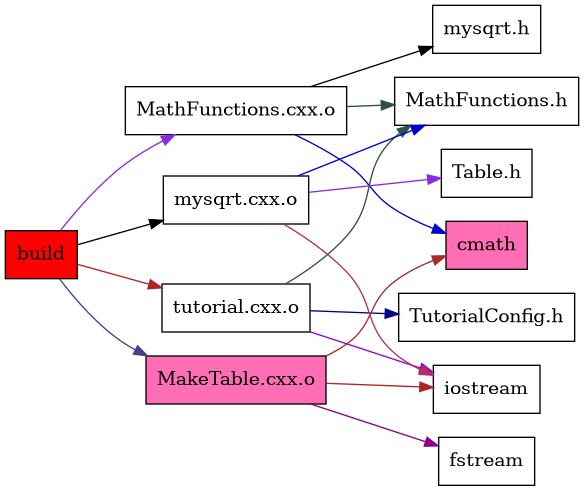 build
MathFunctions.cxx.o
mysqrt.cxx.o
tutorial.cxx.o
MakeTable.cxx.o
mysqrt.h
MathFunctions.h
Table.h
cmath
TutorialConfig.h
iostream
fstream